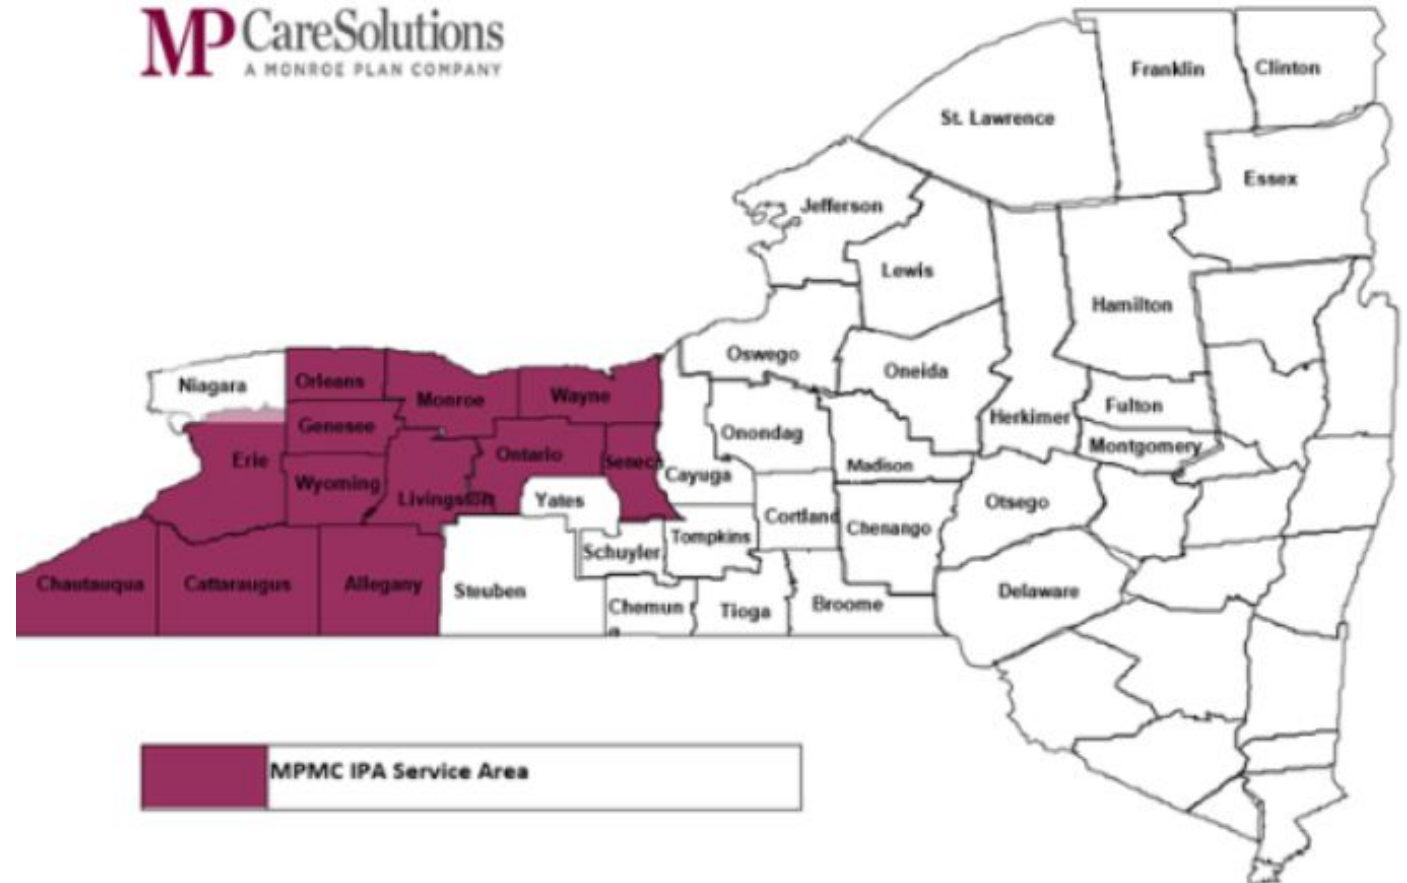 MP CareSolutions
A MONROE PLAN COMPANY
Franklin
Clinton
St. Lawrence
Essex
Jefferson
Lewis
Hamilton
Oswego
Oneida
Niagara
Orleans
Monroe
Wayne
Herkimer
Fulton
Genesee
Onondag
Montgomery
Erie
Ontario
Senec
Cayuga
Madison
Wyoming
Livingston
Yates
Cortland
Chenango
Otsego
Tompkins
Schuyler
Chautauqua
Cattaraugus
Allegany
Steuben
Chemun
g
Tioga
Broome
Delaware
MPMC IPA Service Area